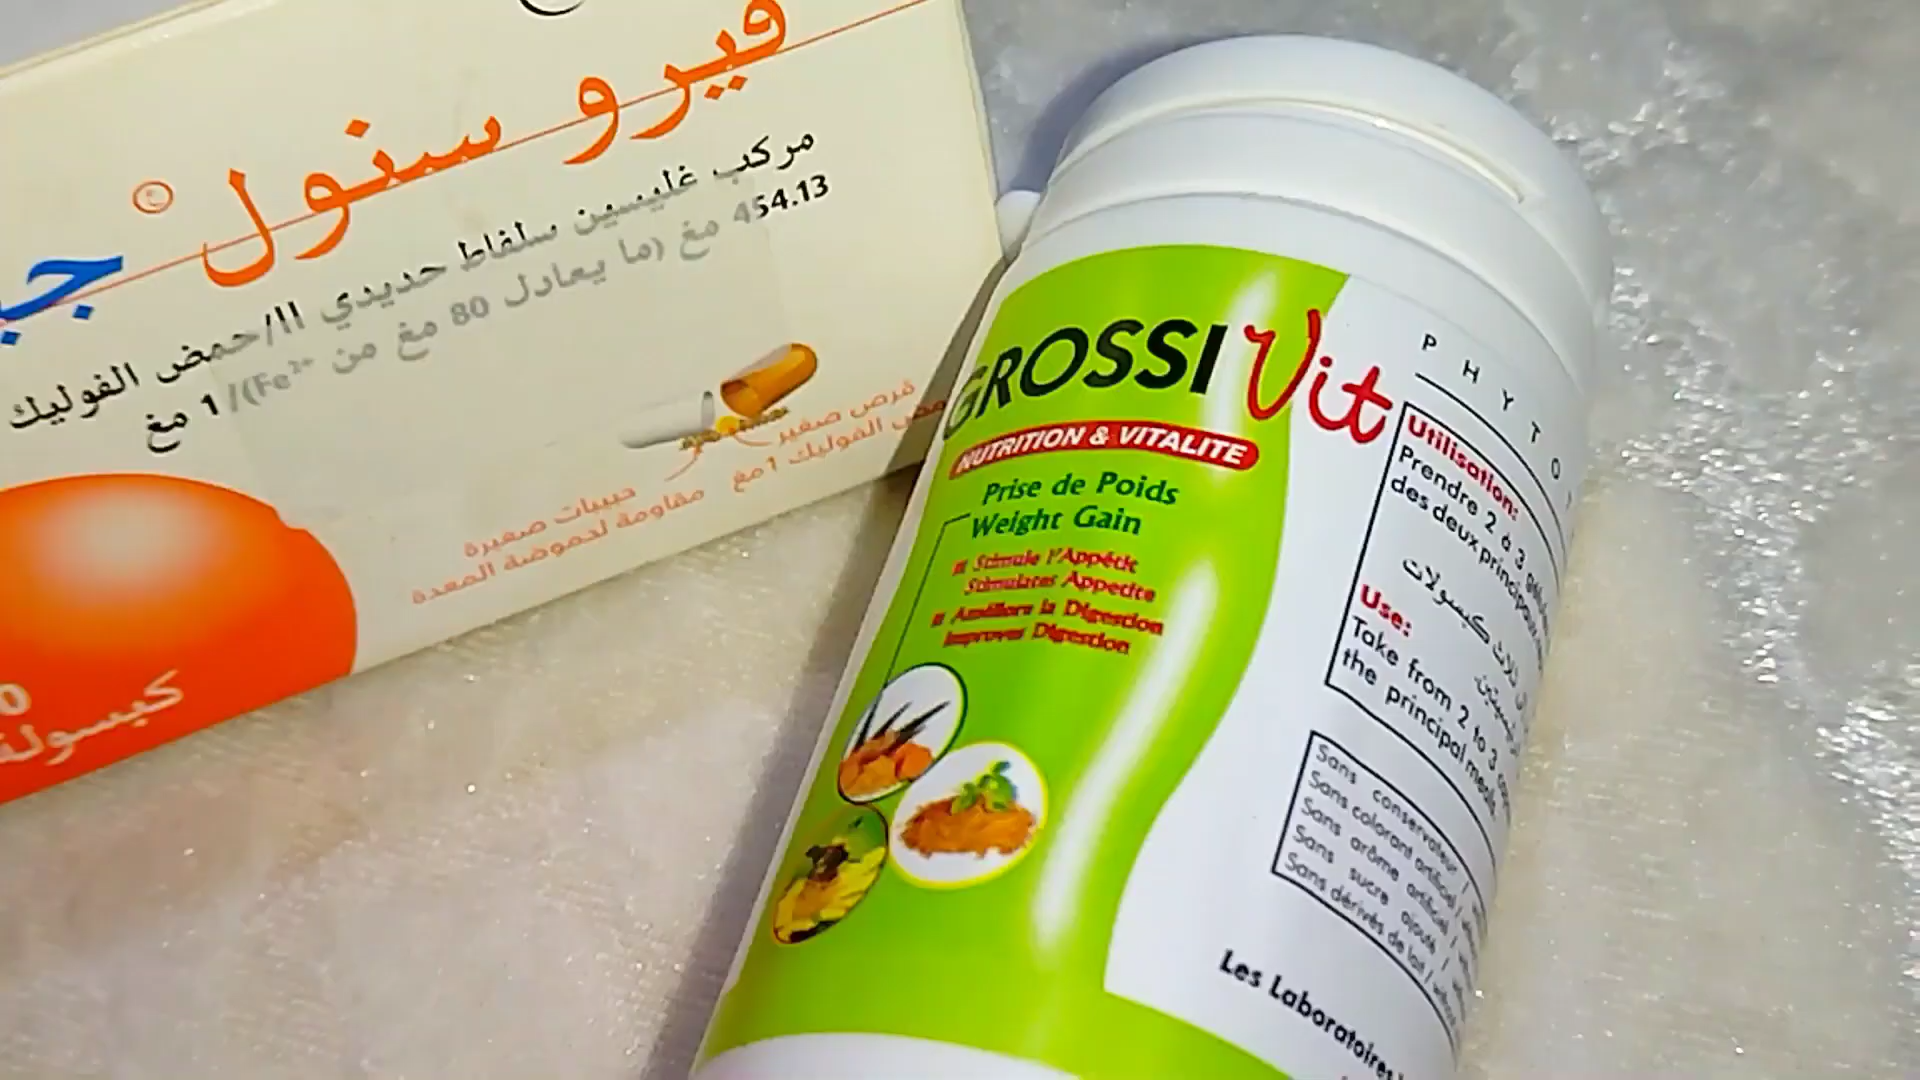 فيرو سنول جي
مركب غليسين سلفاط حديدي II/حمض الفوليك
454.13 مغ (ما يعادل 80 مغ من Fe²⁺)/1 مغ
قرص صغير
حمض الفوليك 1مغ
حبيبات صغيرة
مقاومة لحموضة المعدة
كبسولة
GROSSI Vit
NUTRITION & VITALITE
Prise de Poids
Weight Gain
Stimule l'Appétit
Stimulates Appetite
Améliore la Digestion
Improves Digestion
PHYTO
Utilisation:
Prendre 2 à 3
des deux principaux
ثلاث كبسولات
Use:
Take from 2 to 3
the principal meals
Sans conservateur /
Sans colorant artificiel /
Sans arôme artificiel /
Sans sucre ajouté /
Sans dérivés de lait /
Les Laboratoires